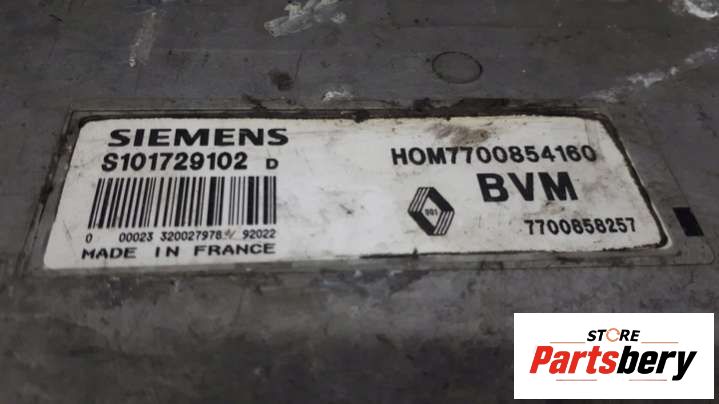 SIEMENS
S101729102 D
0 00023 320027978 92022
MADE IN FRANCE
HOM7700854160
BVM
7700858257
STORE
Partsbery